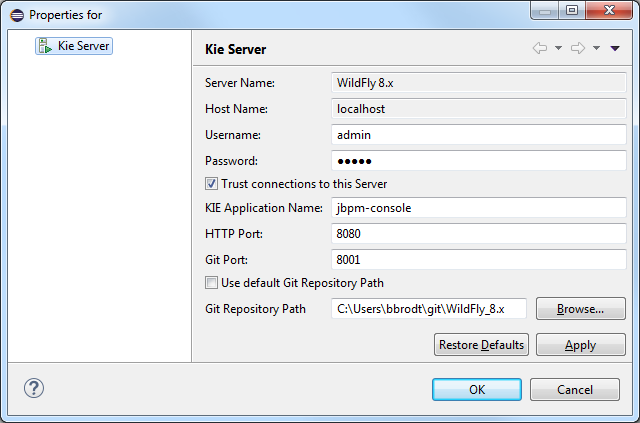 Properties for
Kie Server
Kie Server
Server Name: WildFly 8.x
Host Name: localhost
Username: admin
Password: ●●●●●
Trust connections to this Server
KIE Application Name: jbpm-console
HTTP Port: 8080
Git Port: 8001
Use default Git Repository Path
Git Repository Path C:\Users\bbrodt\git\WildFly_8.x Browse...
Restore Defaults Apply
? OK Cancel